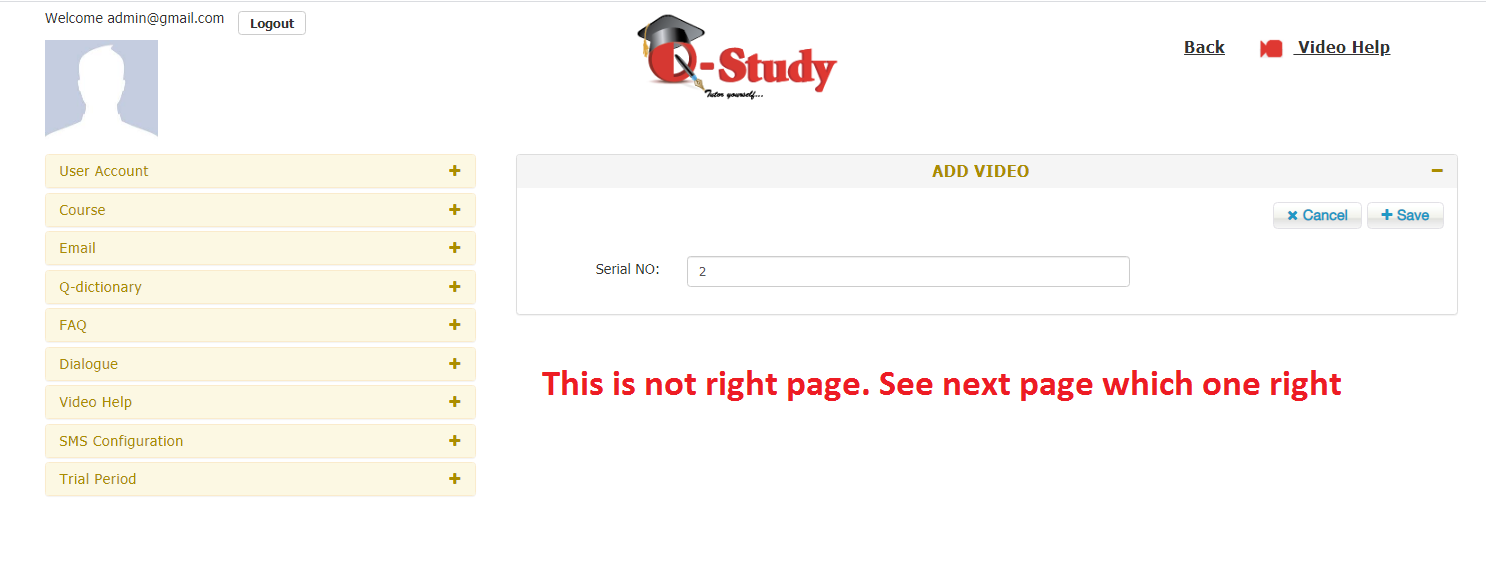 Welcome admin@gmail.com Logout
Q-Study
Tutor yourself...
Back Video Help
User Account
Course
Email
Q-dictionary
FAQ
Dialogue
Video Help
SMS Configuration
Trial Period
ADD VIDEO
Cancel Save
Serial NO: 2
This is not right page. See next page which one right